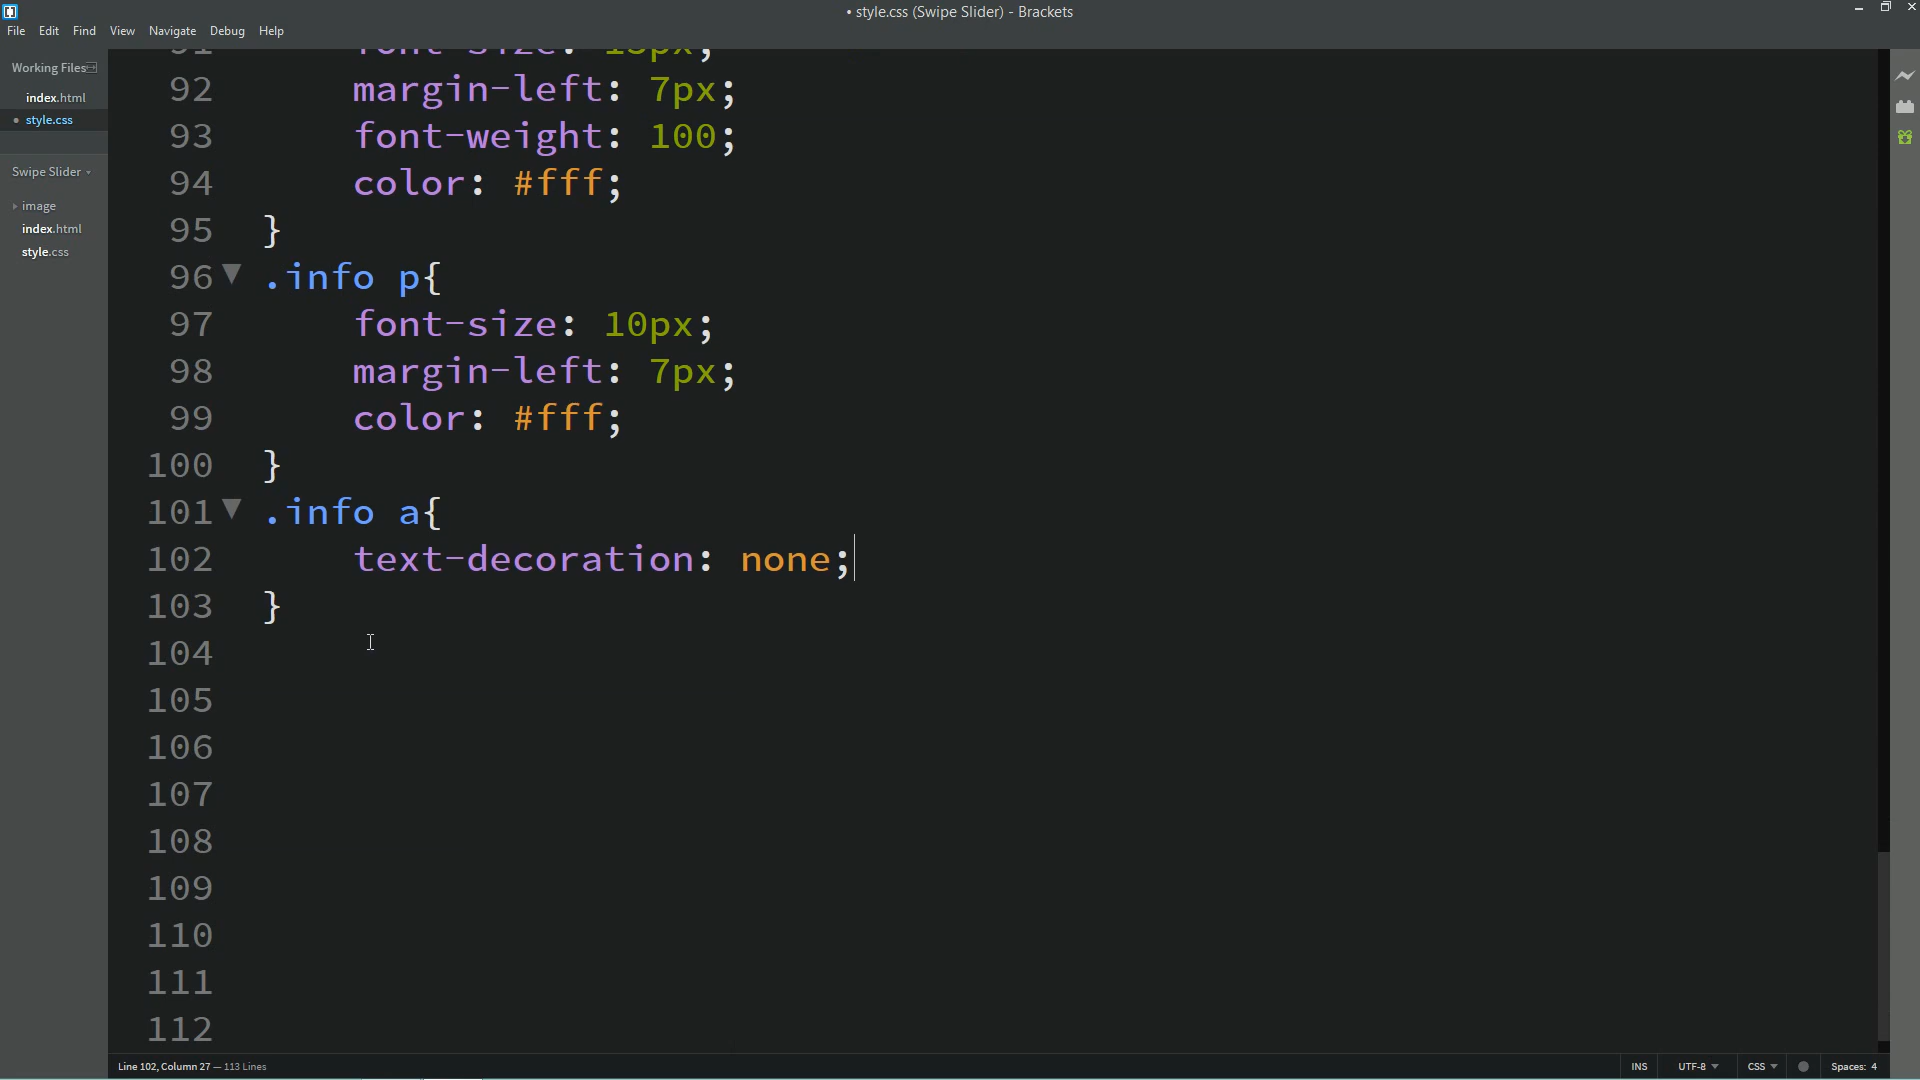 • style.css (Swipe Slider) - Brackets
File Edit Find View Navigate Debug Help
Working Files
index.html
• style.css
Swipe Slider
image
index.html
style.css
91 font-size: 15px;
92 margin-left: 7px;
93 font-weight: 100;
94 color: #fff;
95 }
96 .info p{
97 font-size: 10px;
98 margin-left: 7px;
99 color: #fff;
100 }
101 .info a{
102 text-decoration: none;
103 }
104
105
106
107
108
109
110
111
112
Line 102, Column 27 — 113 Lines
INS UTF-8 CSS Spaces: 4